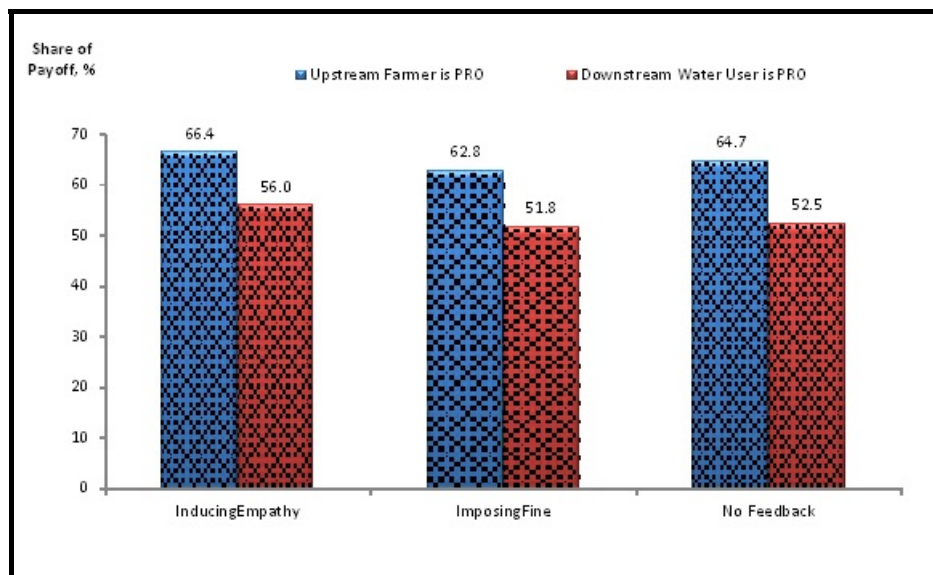 Share of
Payoff, %
Upstream Farmer is PRO
Downstream Water User is PRO
70
60
50
40
30
20
10
0
66.4
56.0
62.8
51.8
64.7
52.5
InducingEmpathy
ImposingFine
No Feedback